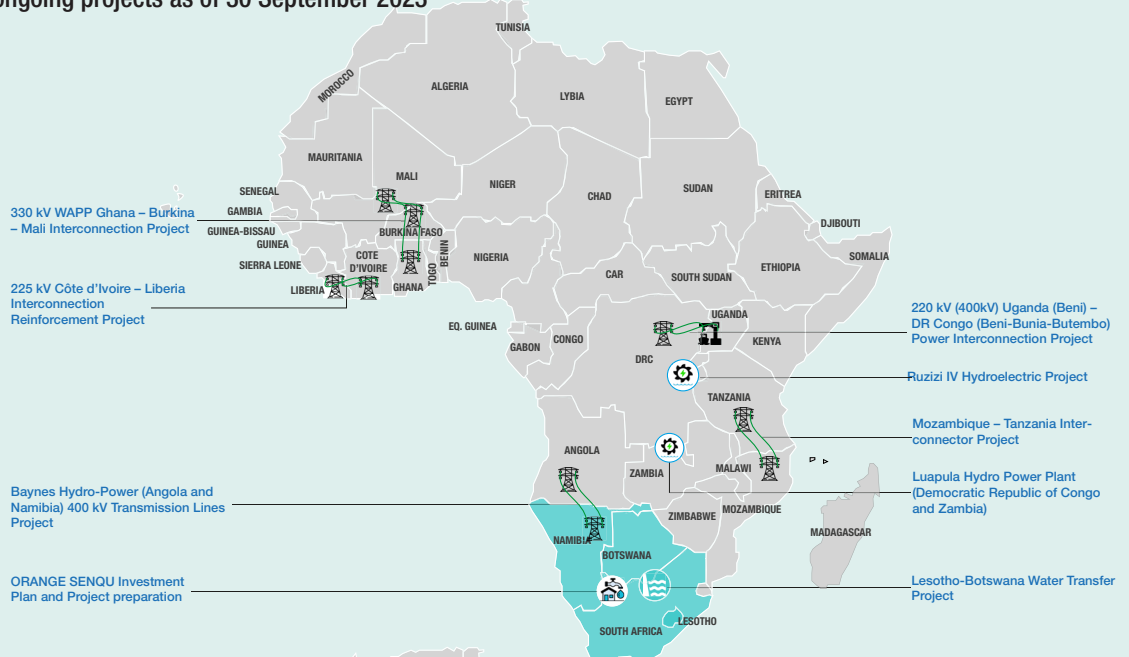 ongoing projects as of 30 September 2025
TUNISIA
MOROCCO
ALGERIA
LYBIA
EGYPT
MAURITANIA
MALI
NIGER
CHAD
SUDAN
ERITREA
SENEGAL
GAMBIA
GUINEA-BISSAU
GUINEA
SIERRA LEONE
BURKINA FASO
DJIBOUTI
SOMALIA
COTE
D'IVOIRE
LIBERIA
GHANA
TOGO
BENIN
NIGERIA
CAR
SOUTH SUDAN
ETHIOPIA
EQ. GUINEA
GABON
CONGO
UGANDA
KENYA
DRC
TANZANIA
ANGOLA
ZAMBIA
MALAWI
ZIMBABWE
MOZAMBIQUE
MADAGASCAR
NAMIBIA
BOTSWANA
SOUTH AFRICA
LESOTHO
330 kV WAPP Ghana – Burkina
– Mali Interconnection Project
225 kV Côte d'Ivoire – Liberia
Interconnection
Reinforcement Project
Baynes Hydro-Power (Angola and
Namibia) 400 kV Transmission Lines
Project
ORANGE SENQU Investment
Plan and Project preparation
220 kV (400kV) Uganda (Beni) –
DR Congo (Beni-Bunia-Butembo)
Power Interconnection Project
Ruzizi IV Hydroelectric Project
Mozambique – Tanzania Inter-
connector Project
Luapula Hydro Power Plant
(Democratic Republic of Congo
and Zambia)
Lesotho-Botswana Water Transfer
Project